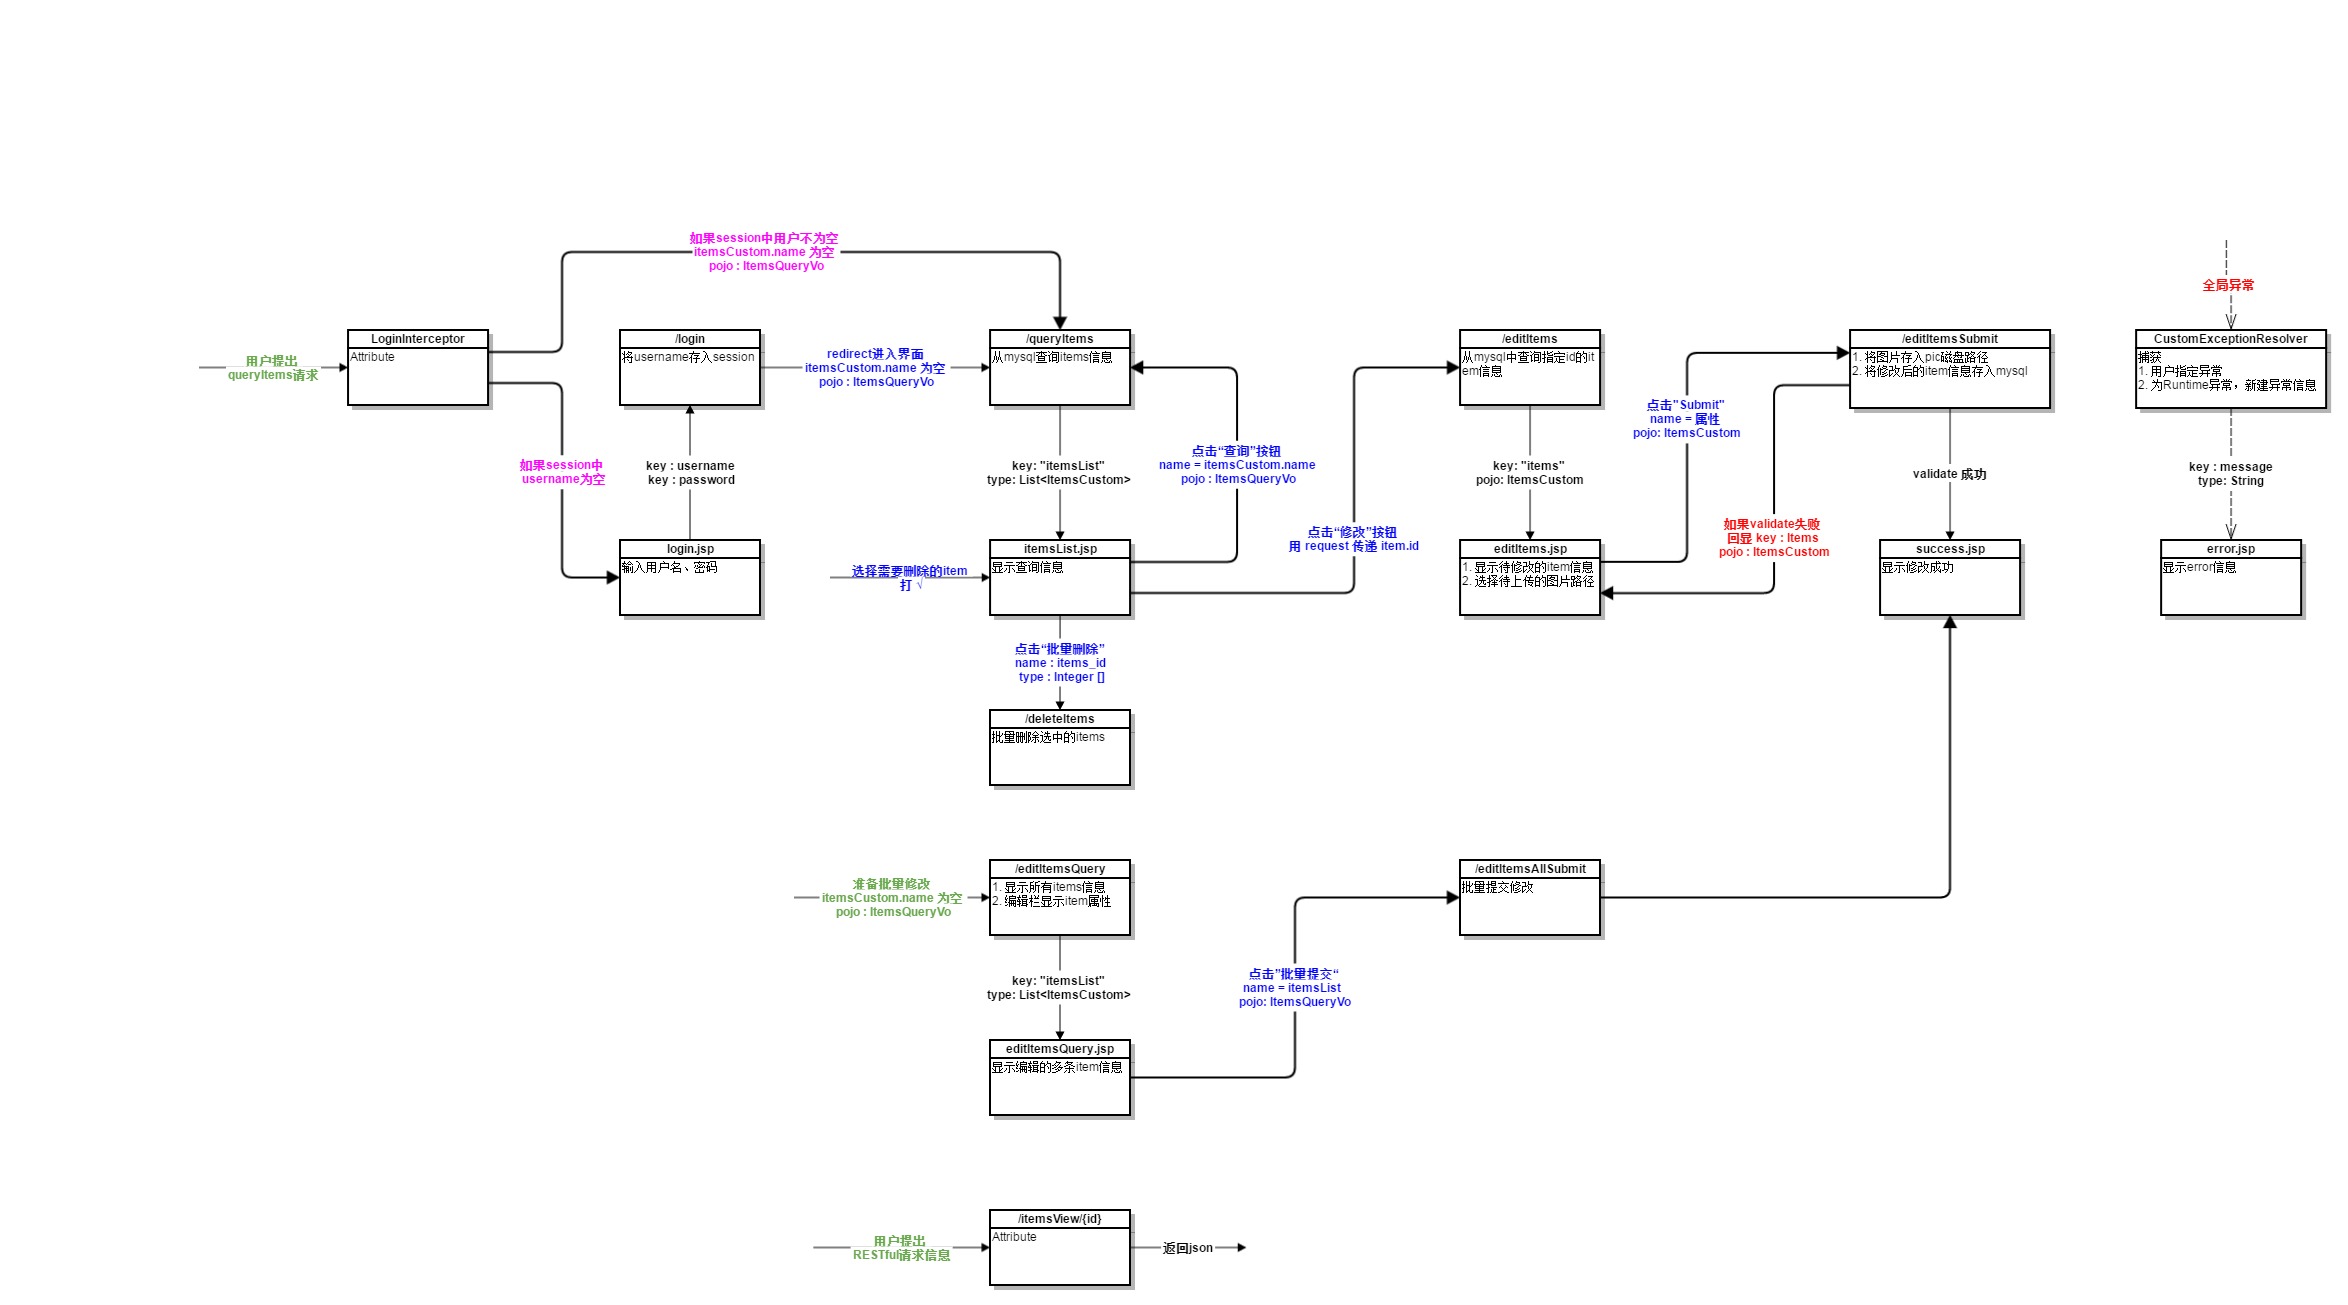 如果session中用户不为空
itemsCustom.name 为空
pojo : ItemsQueryVo
全局异常
用户提出
queryItems请求
LoginInterceptor
Attribute
/login
将username存入session
redirect进入界面
itemsCustom.name 为空
pojo : ItemsQueryVo
/queryItems
从mysql查询items信息
/editItems
从mysql中查询指定id的it
em信息
/editItemsSubmit
1. 将图片存入pic磁盘路径
2. 将修改后的item信息存入mysql
CustomExceptionResolver
捕获
1. 用户指定异常
2. 为Runtime异常，新建异常信息
如果session中
username为空
key : username
key : password
key: "itemsList"
type: List<ItemsCustom>
点击“查询”按钮
name = itemsCustom.name
pojo : ItemsQueryVo
点击“修改”按钮
用 request 传递 item.id
key: "items"
pojo: ItemsCustom
点击"Submit"
name = 属性
pojo: ItemsCustom
如果validate失败
回显 key : Items
pojo : ItemsCustom
validate 成功
key : message
type: String
login.jsp
输入用户名、密码
选择需要删除的item
打 √
itemsList.jsp
显示查询信息
editItems.jsp
1. 显示待修改的item信息
2. 选择待上传的图片路径
success.jsp
显示修改成功
error.jsp
显示error信息
点击“批量删除”
name : items_id
type : Integer []
/deleteItems
批量删除选中的items
准备批量修改
itemsCustom.name 为空
pojo : ItemsQueryVo
/editItemsQuery
1. 显示所有items信息
2. 编辑栏显示item属性
/editItemsAllSubmit
批量提交修改
key: "itemsList"
type: List<ItemsCustom>
点击”批量提交“
name = itemsList
pojo: ItemsQueryVo
editItemsQuery.jsp
显示编辑的多条item信息
用户提出
RESTful请求信息
/itemsView/{id}
Attribute
返回json